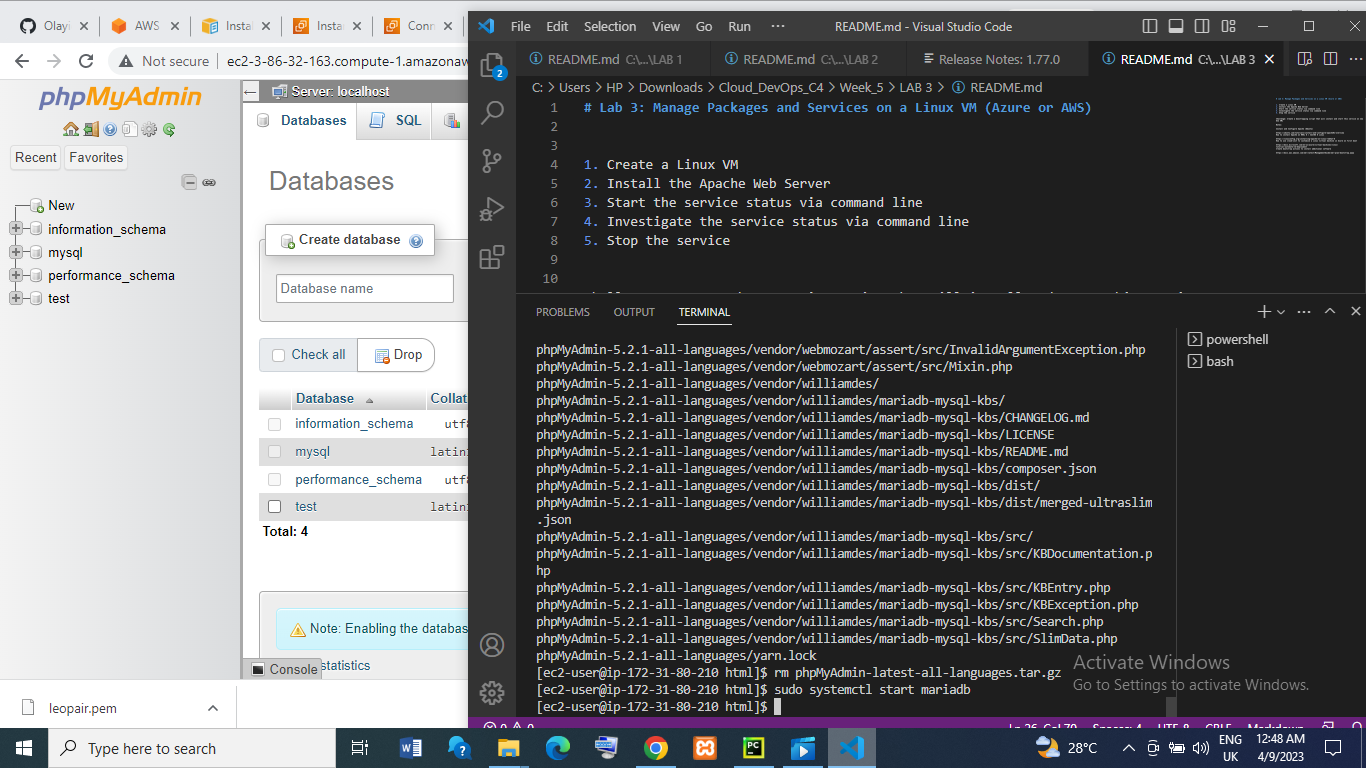 Olayi
AWS
Instal
Instan
Conn
Not secure
ec2-3-86-32-163.compute-1.amazonaw
phpMyAdmin
Recent
Favorites
New
information_schema
mysql
performance_schema
test
Server: localhost
Databases
SQL
Databases
Create database
Database name
Check all
Drop
Database
Collat
information_schema
utf8
mysql
latin
performance_schema
utf8
test
latin
Total: 4
Note: Enabling the databas
statistics
Console
leopair.pem
File Edit Selection View Go Run ···
README.md - Visual Studio Code
README.md C:\...\LAB 1
README.md C:\...\LAB 2
Release Notes: 1.77.0
README.md C:\...\LAB 3
2
C: > Users > HP > Downloads > Cloud_DevOps_C4 > Week_5 > LAB 3 > README.md
1 # Lab 3: Manage Packages and Services on a Linux VM (Azure or AWS)
2
3
4 1. Create a Linux VM
5 2. Install the Apache Web Server
6 3. Start the service status via command line
7 4. Investigate the service status via command line
8 5. Stop the service
9
10
PROBLEMS OUTPUT TERMINAL
powershell
bash
phpMyAdmin-5.2.1-all-languages/vendor/webmozart/assert/src/InvalidArgumentException.php
phpMyAdmin-5.2.1-all-languages/vendor/webmozart/assert/src/Mixin.php
phpMyAdmin-5.2.1-all-languages/vendor/williamdes/
phpMyAdmin-5.2.1-all-languages/vendor/williamdes/mariadb-mysql-kbs/
phpMyAdmin-5.2.1-all-languages/vendor/williamdes/mariadb-mysql-kbs/CHANGELOG.md
phpMyAdmin-5.2.1-all-languages/vendor/williamdes/mariadb-mysql-kbs/LICENSE
phpMyAdmin-5.2.1-all-languages/vendor/williamdes/mariadb-mysql-kbs/README.md
phpMyAdmin-5.2.1-all-languages/vendor/williamdes/mariadb-mysql-kbs/composer.json
phpMyAdmin-5.2.1-all-languages/vendor/williamdes/mariadb-mysql-kbs/dist/
phpMyAdmin-5.2.1-all-languages/vendor/williamdes/mariadb-mysql-kbs/dist/merged-ultraslim
.json
phpMyAdmin-5.2.1-all-languages/vendor/williamdes/mariadb-mysql-kbs/src/
phpMyAdmin-5.2.1-all-languages/vendor/williamdes/mariadb-mysql-kbs/src/KBDocumentation.p
hp
phpMyAdmin-5.2.1-all-languages/vendor/williamdes/mariadb-mysql-kbs/src/KBEntry.php
phpMyAdmin-5.2.1-all-languages/vendor/williamdes/mariadb-mysql-kbs/src/KBException.php
phpMyAdmin-5.2.1-all-languages/vendor/williamdes/mariadb-mysql-kbs/src/Search.php
phpMyAdmin-5.2.1-all-languages/vendor/williamdes/mariadb-mysql-kbs/src/SlimData.php
phpMyAdmin-5.2.1-all-languages/yarn.lock
[ec2-user@ip-172-31-80-210 html]$ rm phpMyAdmin-latest-all-languages.tar.gz
[ec2-user@ip-172-31-80-210 html]$ sudo systemctl start mariadb
[ec2-user@ip-172-31-80-210 html]$
Activate Windows
Go to Settings to activate Windows.
Type here to search
28°C
ENG
UK
12:48 AM
4/9/2023